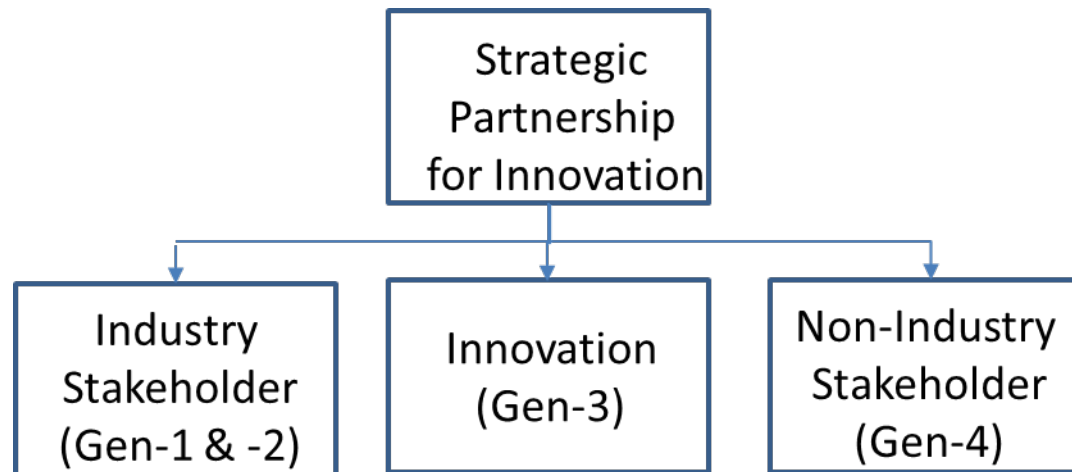 Strategic
Partnership
for Innovation
Industry
Stakeholder
(Gen-1 & -2)
Innovation
(Gen-3)
Non-Industry
Stakeholder
(Gen-4)